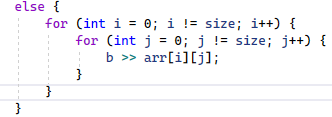 else {
    for (int i = 0; i != size; i++) {
        for (int j = 0; j != size; j++) {
            b >> arr[i][j];
        }
    }
}